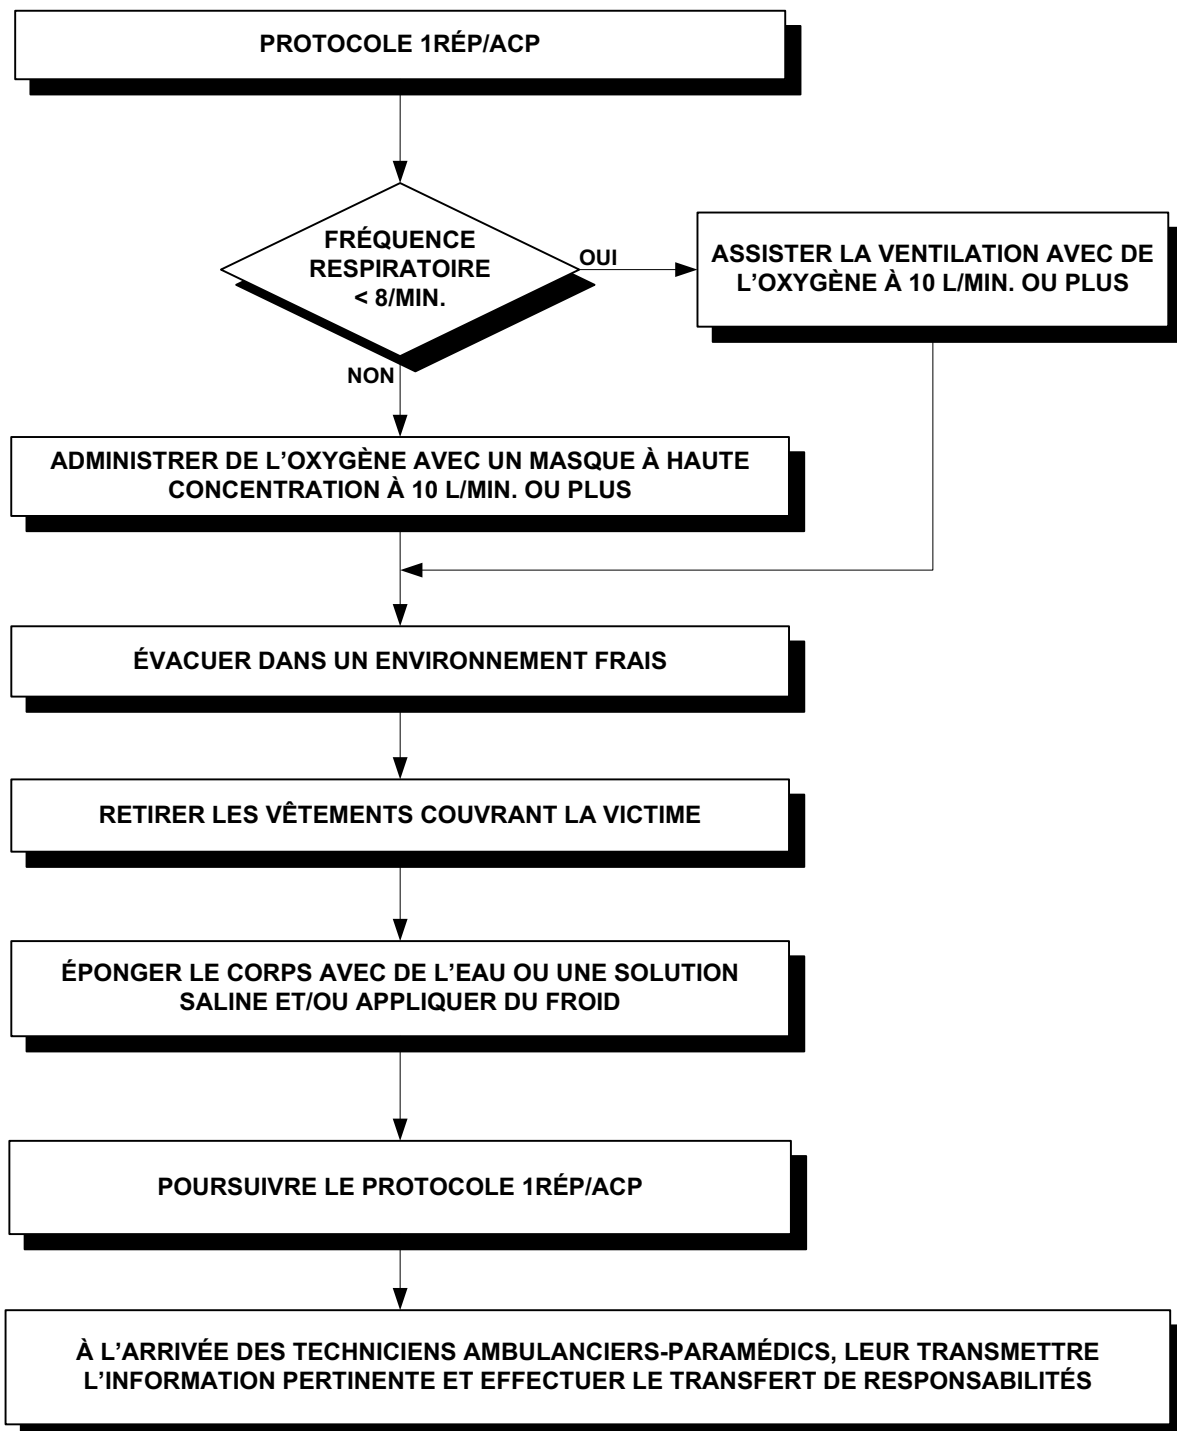 PROTOCOLE 1RÉP/ACP
FRÉQUENCE
RESPIRATOIRE
< 8/MIN.
OUI
ASSISTER LA VENTILATION AVEC DE
L’OXYGÈNE À 10 L/MIN. OU PLUS
NON
ADMINISTRER DE L’OXYGÈNE AVEC UN MASQUE À HAUTE
CONCENTRATION À 10 L/MIN. OU PLUS
ÉVACUER DANS UN ENVIRONNEMENT FRAIS
RETIRER LES VÊTEMENTS COUVRANT LA VICTIME
ÉPONGER LE CORPS AVEC DE L’EAU OU UNE SOLUTION
SALINE ET/OU APPLIQUER DU FROID
POURSUIVRE LE PROTOCOLE 1RÉP/ACP
À L’ARRIVÉE DES TECHNICIENS AMBULANCIERS-PARAMÉDICS, LEUR TRANSMETTRE
L’INFORMATION PERTINENTE ET EFFECTUER LE TRANSFERT DE RESPONSABILITÉS